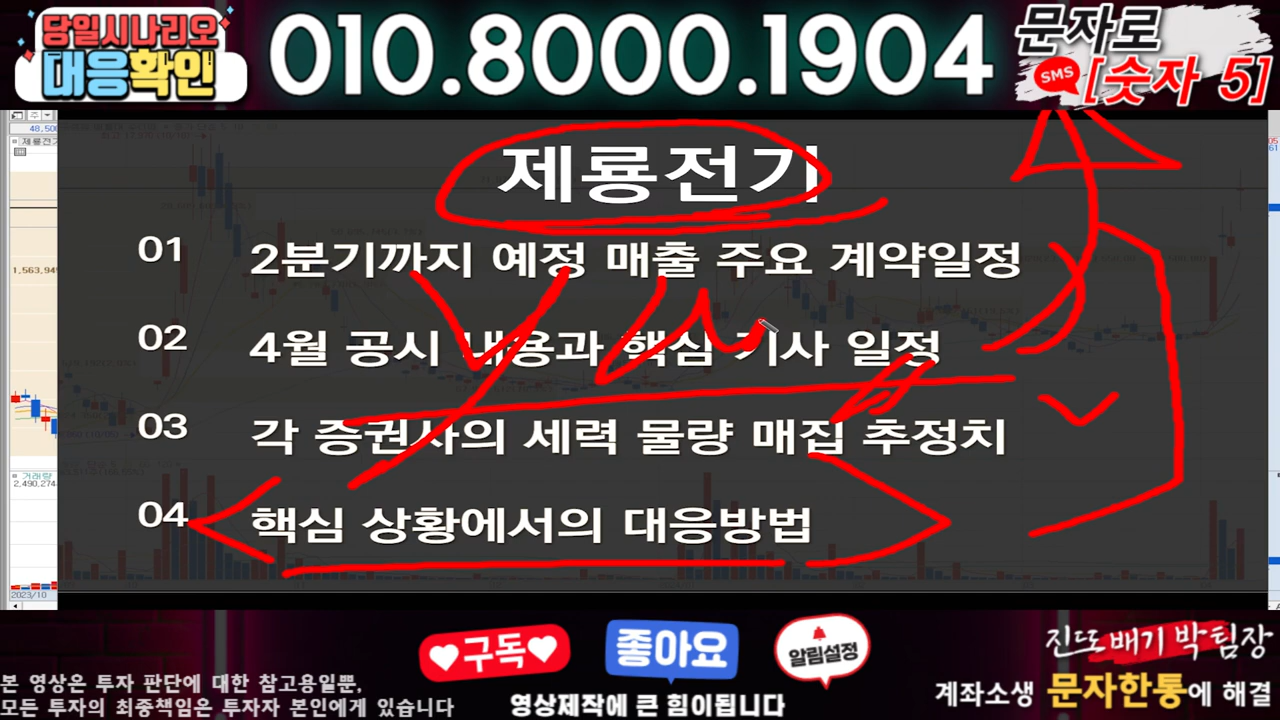 당일시나리오
대응확인
010.8000.1904
문자로
SMS
[숫자 5]
제룡전기
01 2분기까지 예정 매출 주요 계약일정
02 4월 공시 내용과 핵심 기사 일정
03 각 증권사의 세력 물량 매집 추정치
04 핵심 상황에서의 대응방법
거래량
2023/10
구독
좋아요
알림설정
영상제작에 큰 힘이됩니다
본 영상은 투자 판단에 대한 참고용일뿐,
모든 투자의 최종책임은 투자자 본인에게 있습니다
진또배기 박팀장
계좌소생 문자한통에 해결